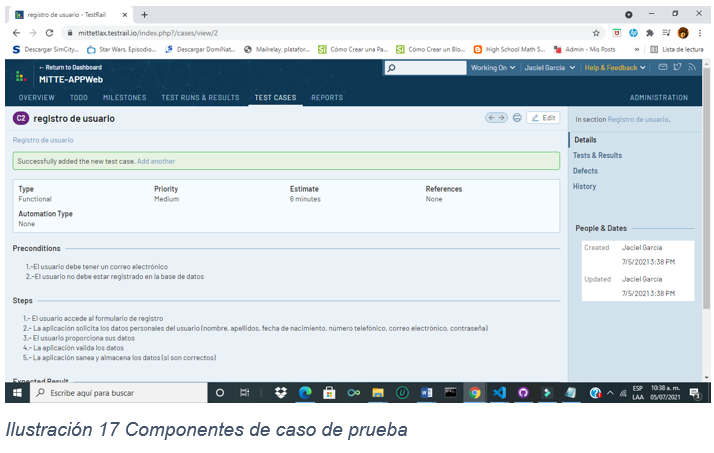 registro de usuario - TestRail
mittetlax.testrail.io/index.php?/cases/view/2
Descargar SimCity...
Star Wars. Episodio...
Descargar DomiNat...
Mailrelay, platafor...
Cómo Crear una Pa...
Cómo Crear un Blo...
High School Math S...
Admin - Mis Posts
»
Lista de lectura
← Return to Dashboard
MiTTE-APPWeb
Working On
Jaciel García
Help & Feedback
OVERVIEW
TODO
MILESTONES
TEST RUNS & RESULTS
TEST CASES
REPORTS
ADMINISTRATION
C2 registro de usuario
Edit
Registro de usuario
Successfully added the new test case. Add another
Type
Functional
Priority
Medium
Estimate
6 minutes
References
None
Automation Type
None
Preconditions
1.-El usuario debe tener un correo electrónico
2.-El usuario no debe estar registrado en la base de datos
Steps
1.- El usuario accede al formulario de registro
2.- La aplicación solicita los datos personales del usuario (nombre, apellidos, fecha de nacimiento, número telefónico, correo electrónico, contraseña)
3.- El usuario proporciona sus datos
4.- La aplicación valida los datos
5.- La aplicación sanea y almacena los datos (si son correctos)
Expected Result
In section Registro de usuario.
Details
Tests & Results
Defects
History
People & Dates
Created
Jaciel García
7/5/2021 3:38 PM
Updated
Jaciel García
7/5/2021 3:38 PM
Escribe aquí para buscar
ESP
LAA
10:38 a. m.
05/07/2021
Ilustración 17 Componentes de caso de prueba